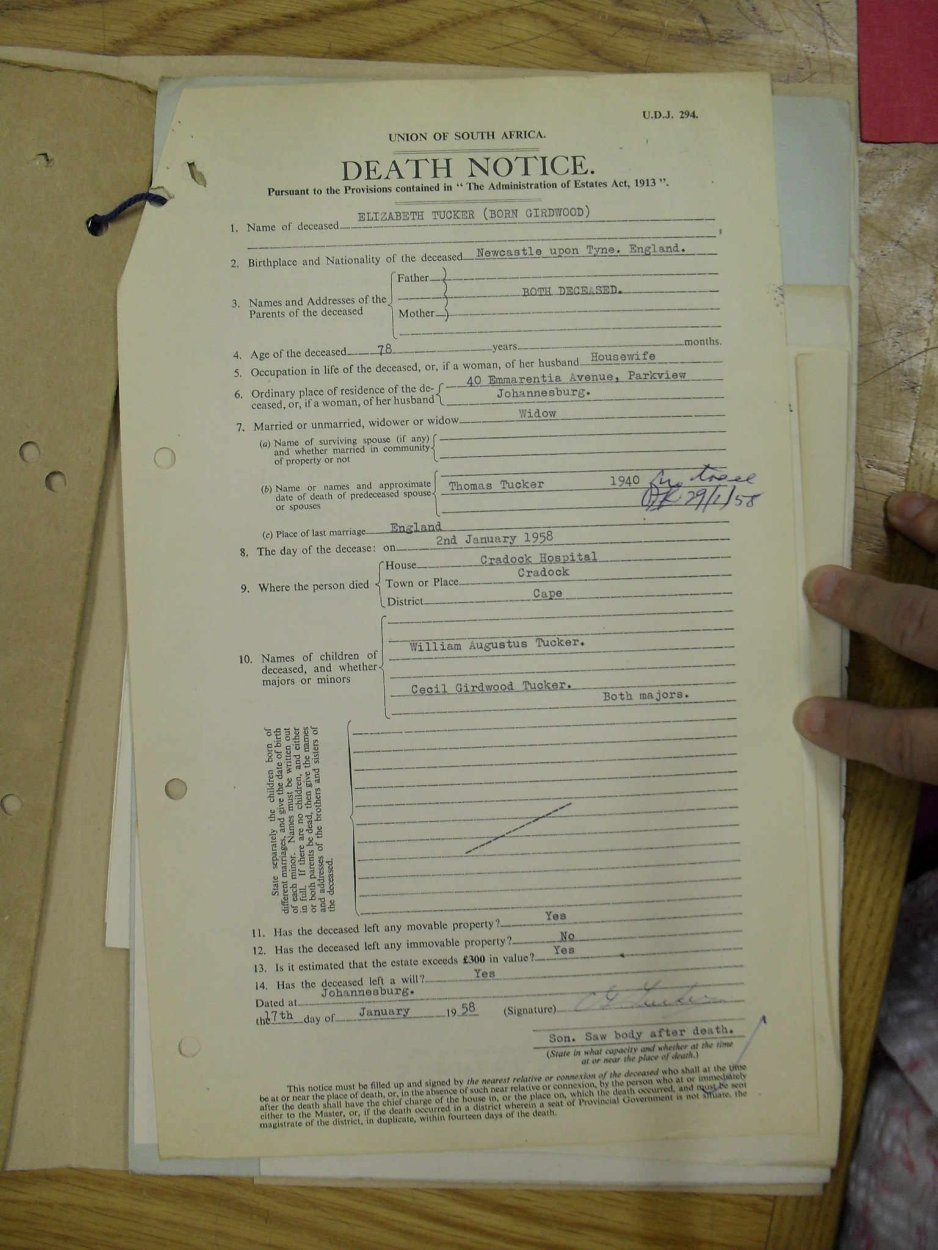 U.D.J. 294.
UNION OF SOUTH AFRICA.
DEATH NOTICE.
Pursuant to the Provisions contained in “ The Administration of Estates Act, 1913 ”.
1. Name of deceased ELIZABETH TUCKER (BORN GIRDWOOD)
2. Birthplace and Nationality of the deceased Newcastle upon Tyne. England.
3. Names and Addresses of the
Parents of the deceased
Father
BOTH DECEASED.
Mother
4. Age of the deceased 78 years months.
5. Occupation in life of the deceased, or, if a woman, of her husband Housewife
6. Ordinary place of residence of the de-
ceased, or, if a woman, of her husband
40 Emmarentia Avenue, Parkview
Johannesburg.
7. Married or unmarried, widower or widow Widow
(a) Name of surviving spouse (if any)
and whether married in community
of property or not
(b) Name or names and approximate
date of death of predeceased spouse
or spouses
Thomas Tucker 1940 No trace
29/1/58
(c) Place of last marriage England
8. The day of the decease: on 2nd January 1958
9. Where the person died
House Cradock Hospital
Town or Place Cradock
District Cape
10. Names of children of
deceased, and whether
majors or minors
William Augustus Tucker.
Cecil Girdwood Tucker.
Both majors.
State separately the children born of
different marriages, and give the date of birth
of each minor. Names must be written out
in full. If there are no children, and either
or both parents be dead, then give the names
and addresses of the brothers and sisters of
the deceased.
11. Has the deceased left any movable property? Yes
12. Has the deceased left any immovable property? No
13. Is it estimated that the estate exceeds £300 in value? Yes
14. Has the deceased left a will? Yes
Dated at Johannesburg.
the 17th day of January 19 58 (Signature) C G Tucker
Son. Saw body after death.
(State in what capacity and whether at the time
at or near the place of death.)
This notice must be filled up and signed by the nearest relative or connexion of the deceased who shall at the time
be at or near the place of death, or, in the absence of such near relative or connexion, by the person who at or immediately
after the death shall have the chief charge of the house in, or the place on, which the death occurred, and must be sent
either to the Master, or, if the death occurred in a district wherein a seat of Provincial Government is not situate, the
magistrate of the district, in duplicate, within fourteen days of the death.